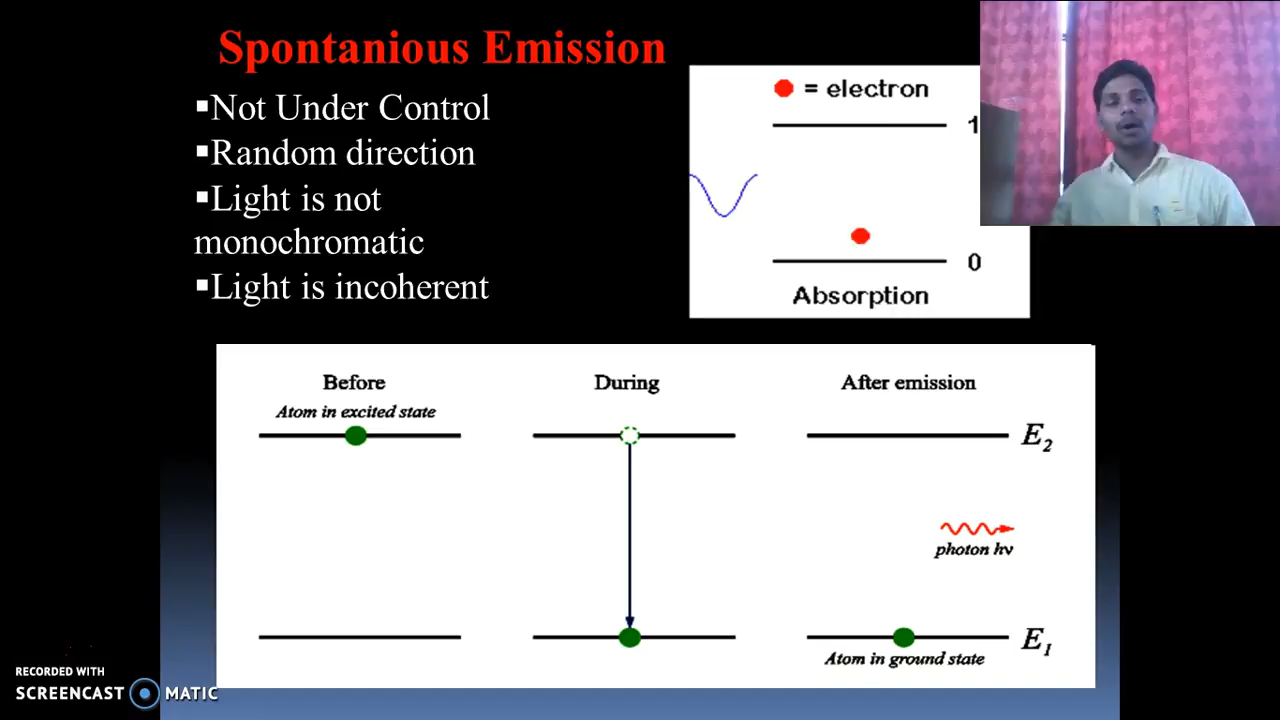 Spontanious Emission
▪Not Under Control
▪Random direction
▪Light is not
monochromatic
▪Light is incoherent
= electron
1
0
Absorption
Before
During
After emission
Atom in excited state
E2
photon hν
E1
Atom in ground state
RECORDED WITH
SCREENCAST MATIC